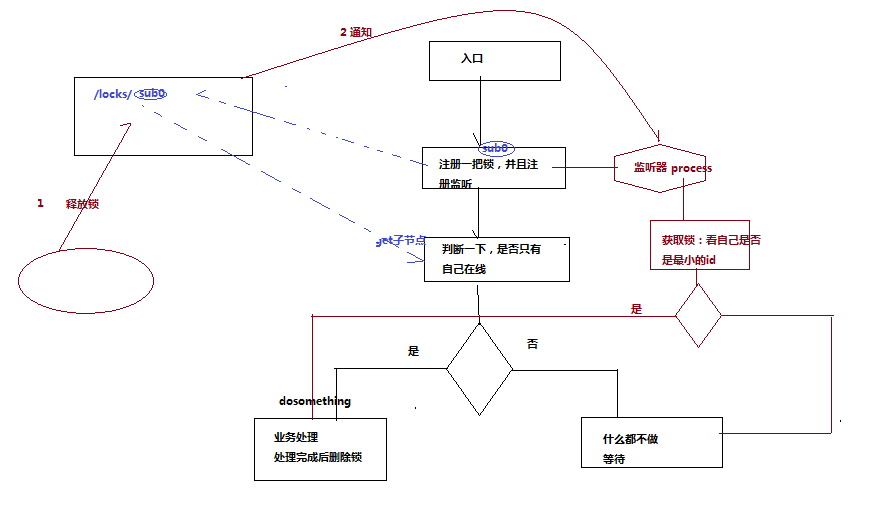 2 通知
入口
/locks/ sub0
sub0
注册一把锁，并且注
册监听
监听器 process
1 释放锁
get子节点
获取锁：看自己是否
是最小的id
判断一下，是否只有
自己在线
是
是
否
dosomething
业务处理
处理完成后删除锁
什么都不做
等待